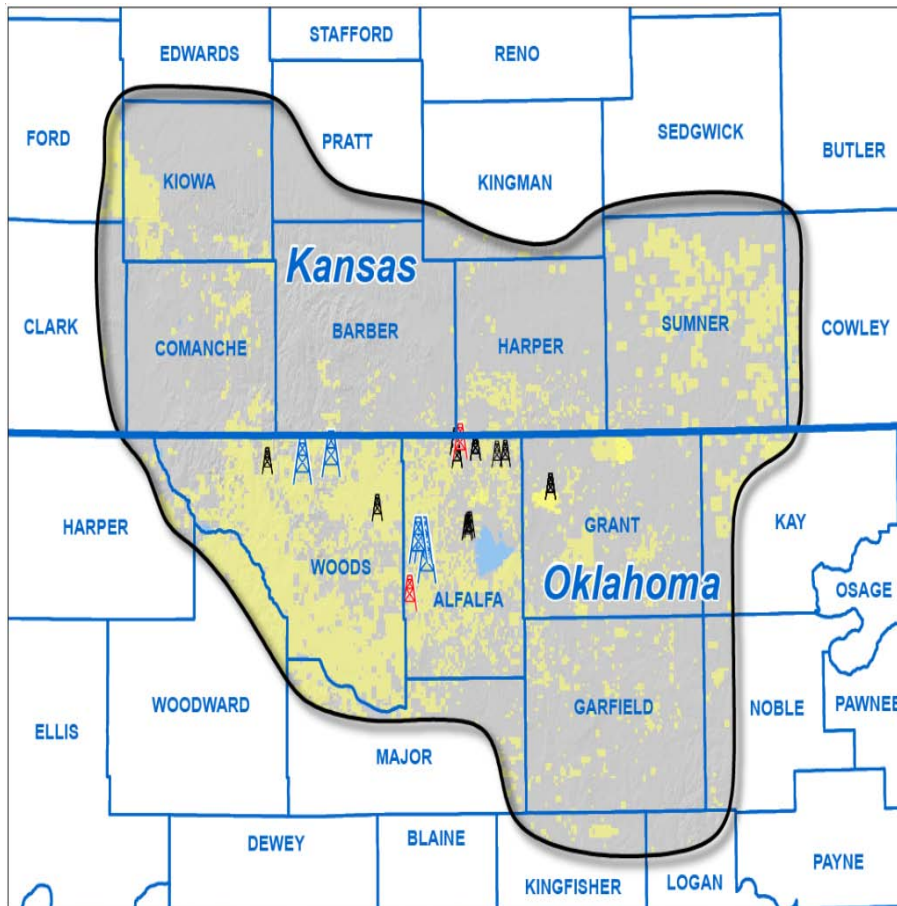 STAFFORD
EDWARDS
RENO
FORD
PRATT
SEDGWICK
BUTLER
KIOWA
KINGMAN
Kansas
CLARK
COMANCHE
BARBER
HARPER
SUMNER
COWLEY
HARPER
WOODS
GRANT
KAY
ALFALFA
Oklahoma
OSAGE
WOODWARD
GARFIELD
NOBLE
PAWNEE
ELLIS
MAJOR
DEWEY
BLAINE
KINGFISHER
LOGAN
PAYNE